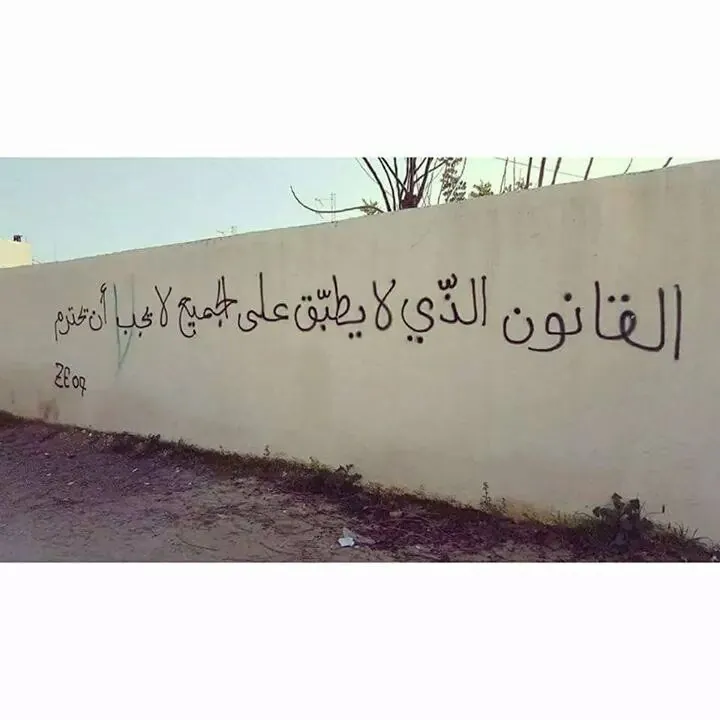 القانون الذّي لا يطبّق على الجميع لا يجب أن يحترم